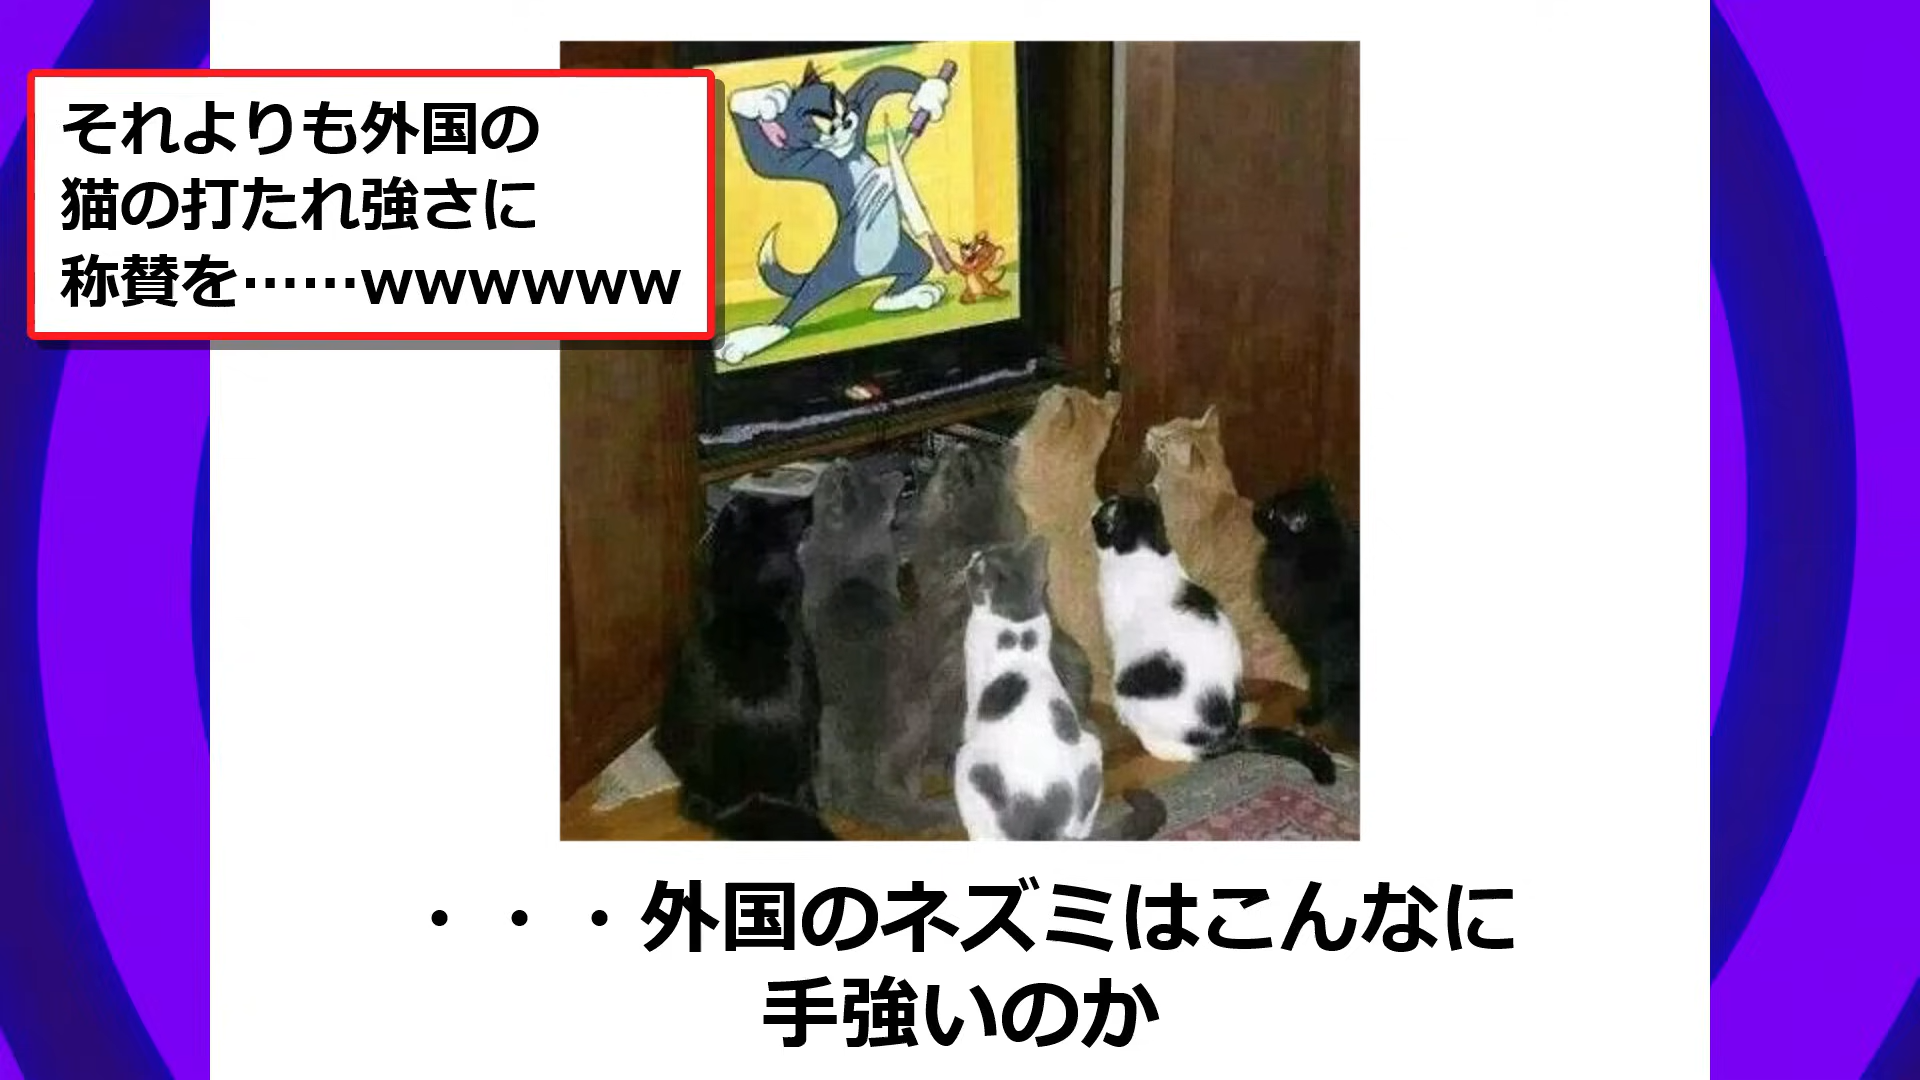 それよりも外国の
猫の打たれ強さに
称賛を……wwwwwww
・・・外国のネズミはこんなに
手強いのか